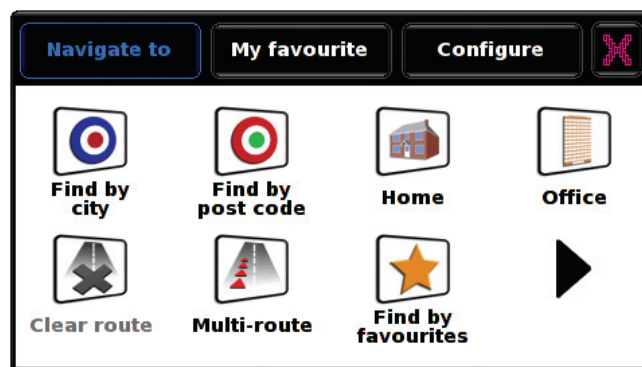 Navigate to
My favourite
Configure
Find by
city
Find by
post code
Home
Office
Clear route
Multi-route
Find by
favourites